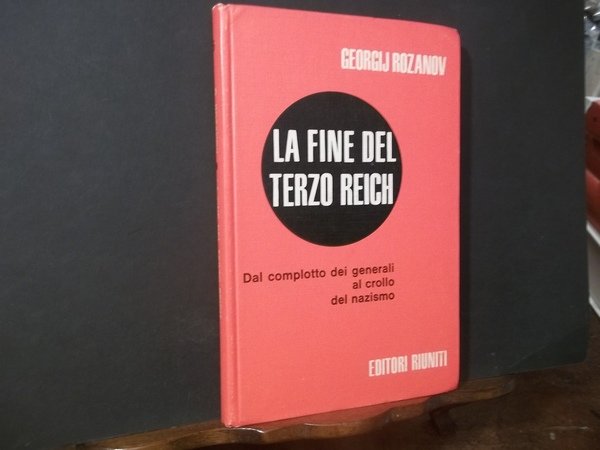 GEORGIJ ROZANOV
LA FINE DEL
TERZO REICH
Dal complotto dei generali
al crollo
del nazismo
EDITORI RIUNITI